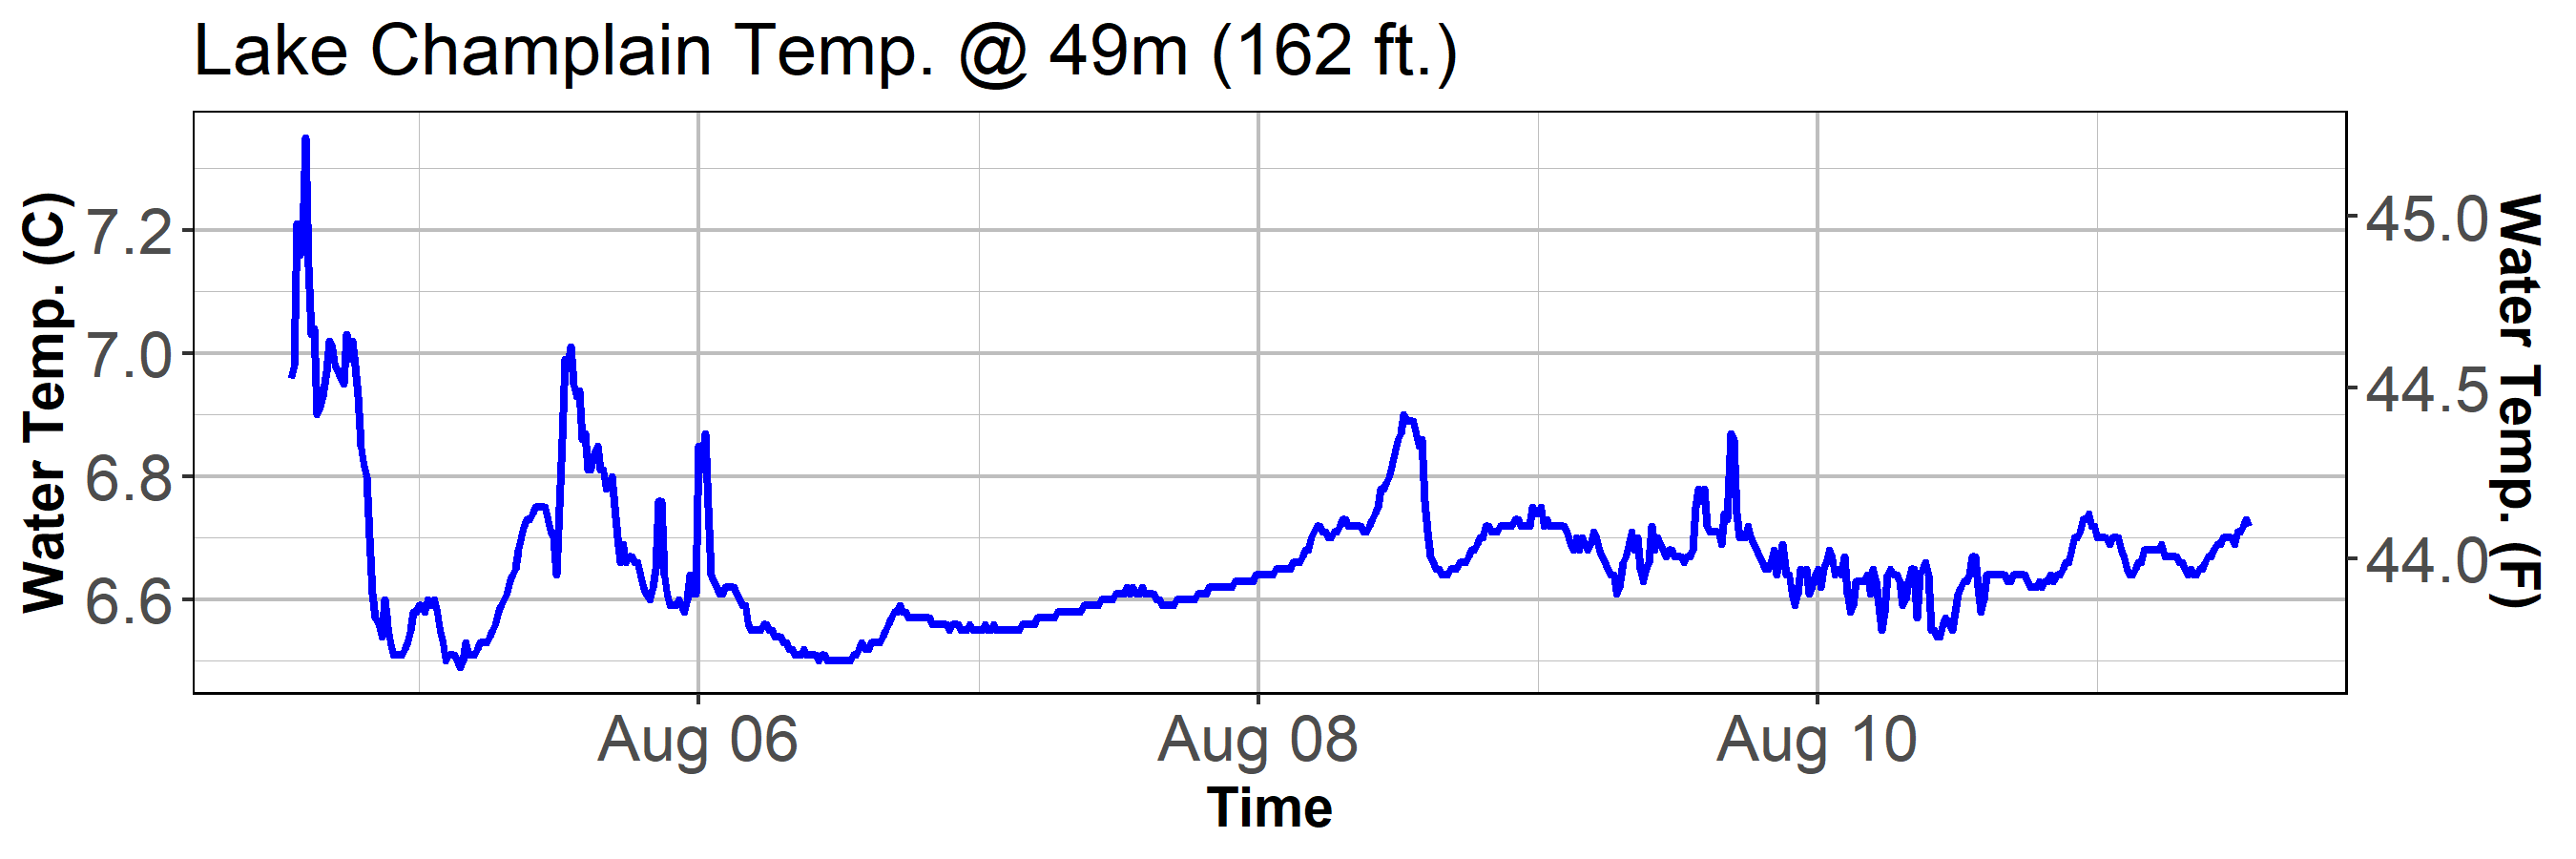 Lake Champlain Temp. @ 49m (162 ft.)
Water Temp. (C)
7.2
7.0
6.8
6.6
45.0
44.5
44.0
Water Temp. (F)
Aug 06
Aug 08
Aug 10
Time